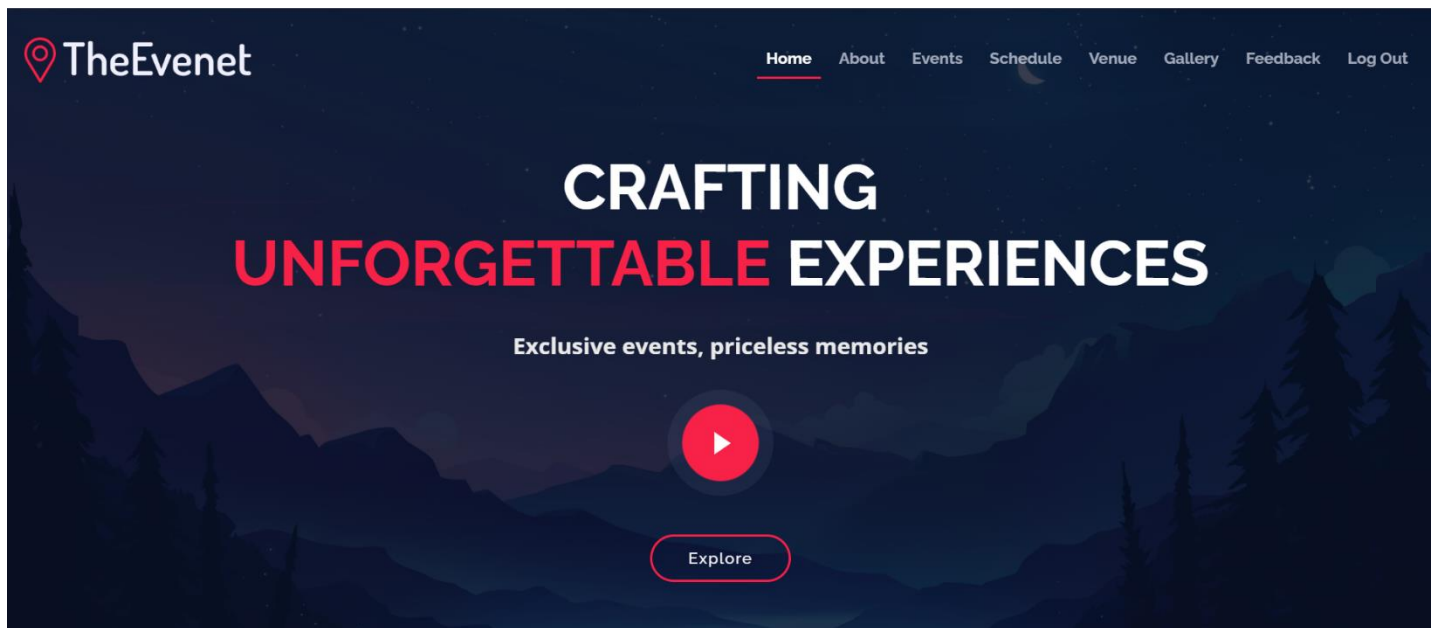 TheEvenet
Home About Events Schedule Venue Gallery Feedback Log Out
CRAFTING
UNFORGETTABLE EXPERIENCES
Exclusive events, priceless memories
Explore